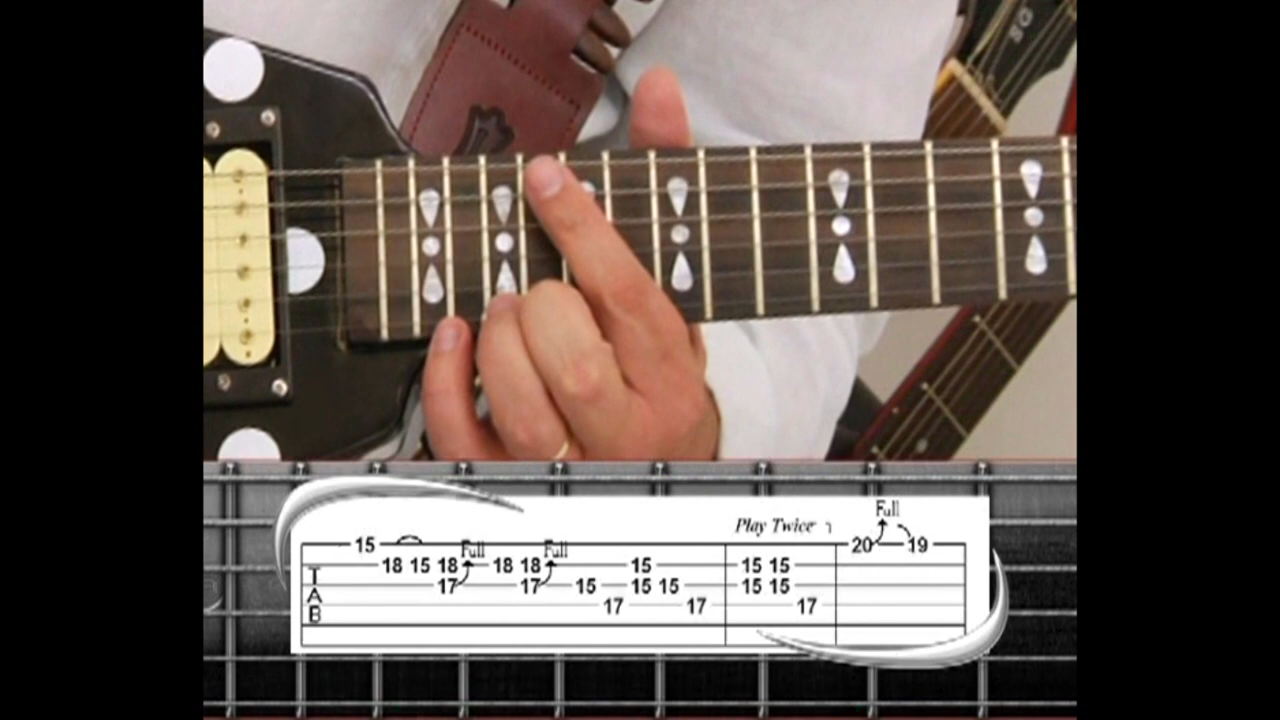 SG
Full
Play Twice
15 20 19
Full Full
18 15 18 18 18 15 15 15
T 17 17 15 15 15 15 15
A
B 17 17 17